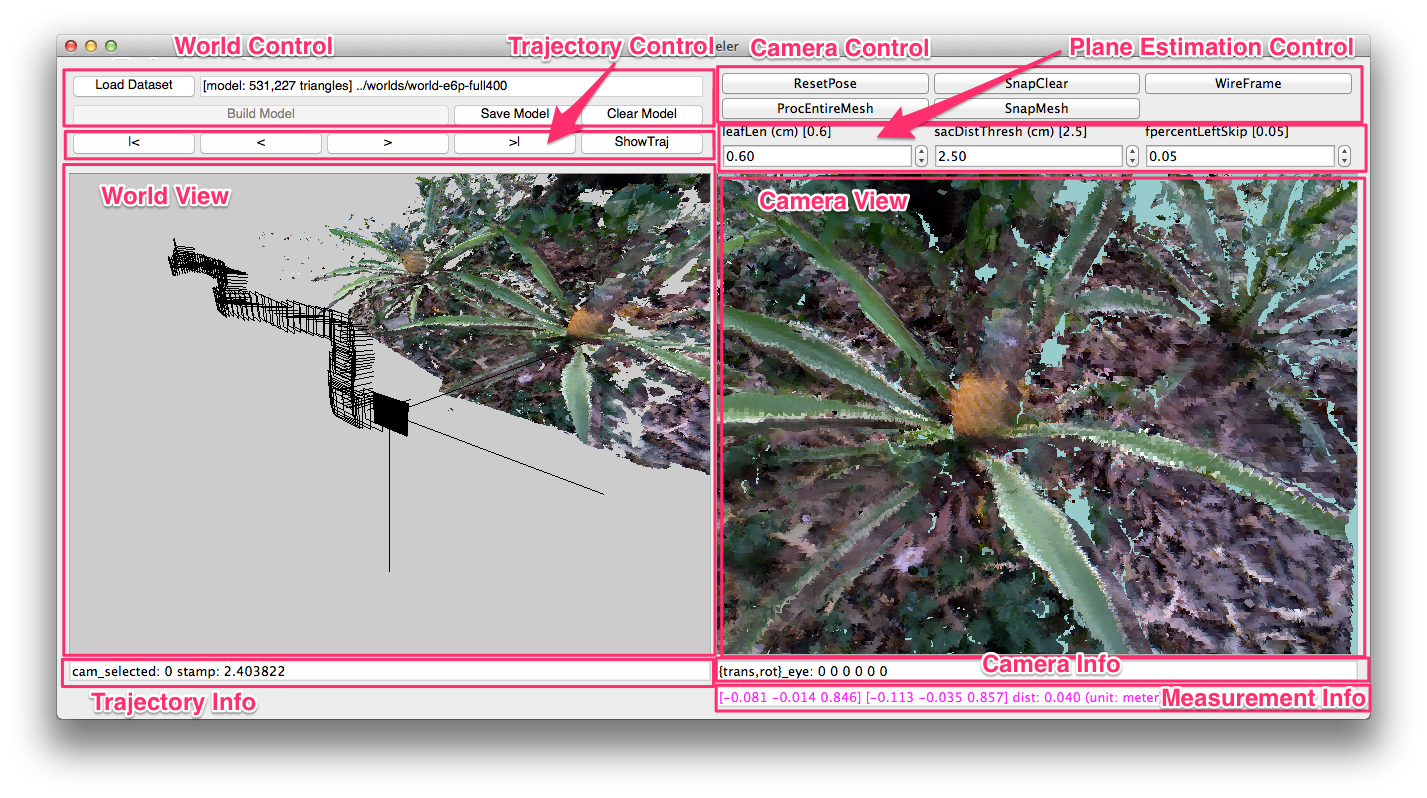 World Control
Trajectory Control
eler
Camera Control
Plane Estimation Control
Load Dataset
[model: 531,227 triangles] ../worlds/world-e6p-full400
Build Model
Save Model
Clear Model
|<
<
>
>|
ShowTraj
ResetPose
SnapClear
WireFrame
ProcEntireMesh
SnapMesh
leafLen (cm) [0.6]
sacDistThresh (cm) [2.5]
fpercentLeftSkip [0.05]
0.60
2.50
0.05
World View
Camera View
cam_selected: 0 stamp: 2.403822
Trajectory Info
{trans,rot}_eye: 0 0 0 0 0 0
Camera Info
[-0.081 -0.014 0.846] [-0.113 -0.035 0.857] dist: 0.040 (unit: meter
Measurement Info